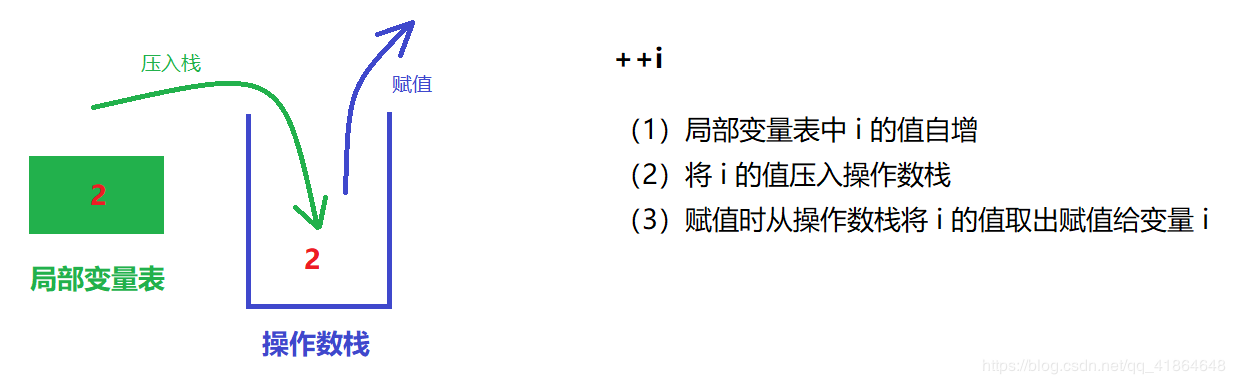 压入栈
赋值
2
局部变量表
2
操作数栈
++i
（1）局部变量表中 i 的值自增
（2）将 i 的值压入操作数栈
（3）赋值时从操作数栈将 i 的值取出赋值给变量 i
https://blog.csdn.net/qq_41864648